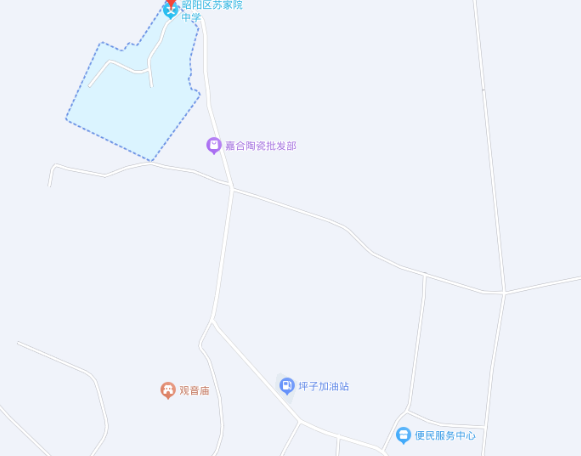 昭阳区苏家院
中学
嘉合陶瓷批发部
观音庙
坪子加油站
便民服务中心